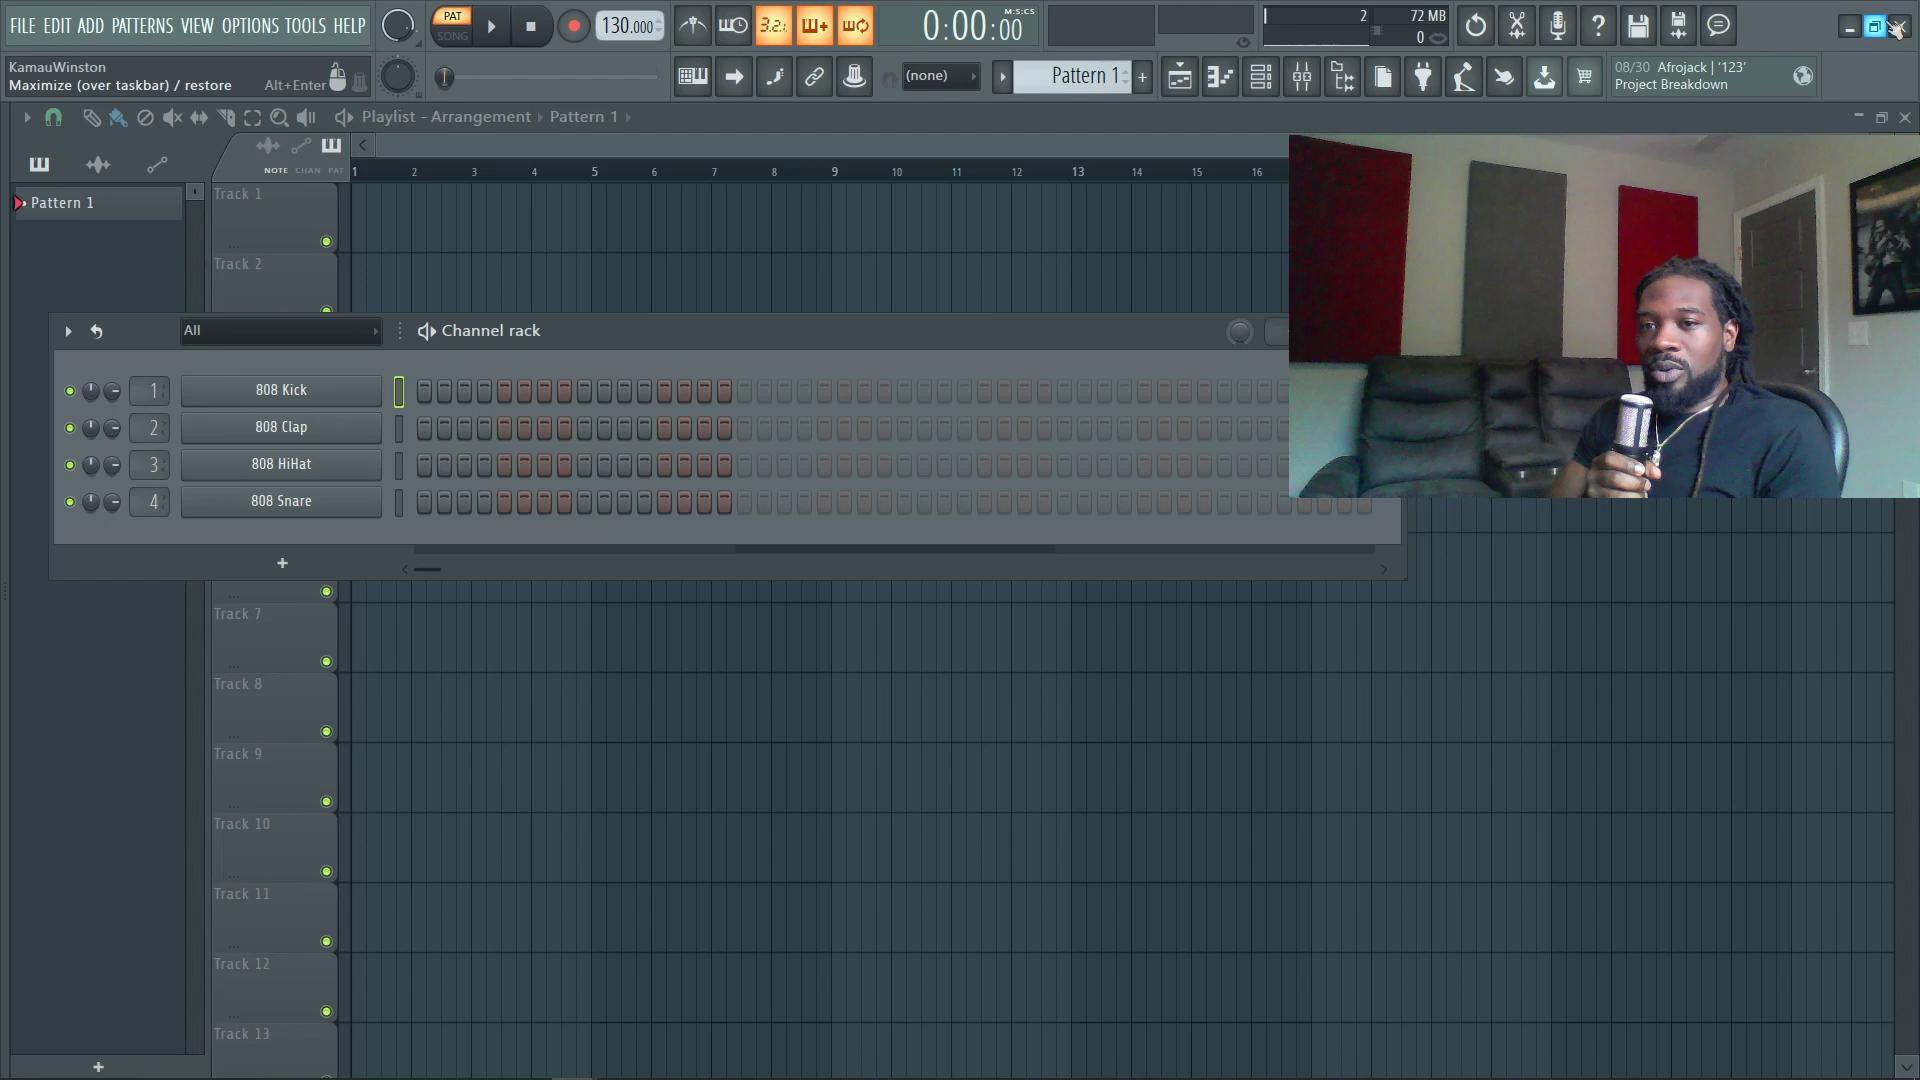 FILE EDIT ADD PATTERNS VIEW OPTIONS TOOLS HELP
PAT
SONG
130.000
3.2.1
0:00:00
M:S:CS
2
72 MB
0
KamauWinston
Maximize (over taskbar) / restore
Alt+Enter
(none)
Pattern 1
+
08/30 Afrojack | '123'
Project Breakdown
Playlist - Arrangement › Pattern 1 ›
NOTE CHAN PAT
1 2 3 4 5 6 7 8 9 10 11 12 13 14 15 16
Pattern 1
Track 1
Track 2
All
Channel rack
1 808 Kick
2 808 Clap
3 808 HiHat
4 808 Snare
+
Track 7
Track 8
Track 9
Track 10
Track 11
Track 12
Track 13
+